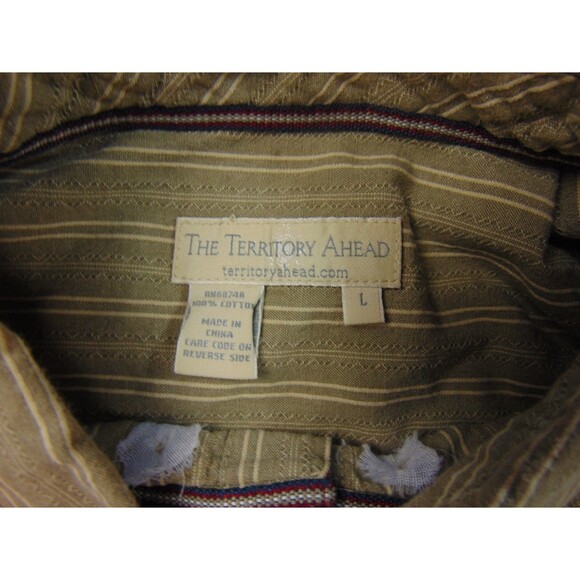 THE TERRITORY AHEAD
territoryahead.com
L
100% COTTON
MADE IN
CHINA
CARE CODE ON
REVERSE SIDE